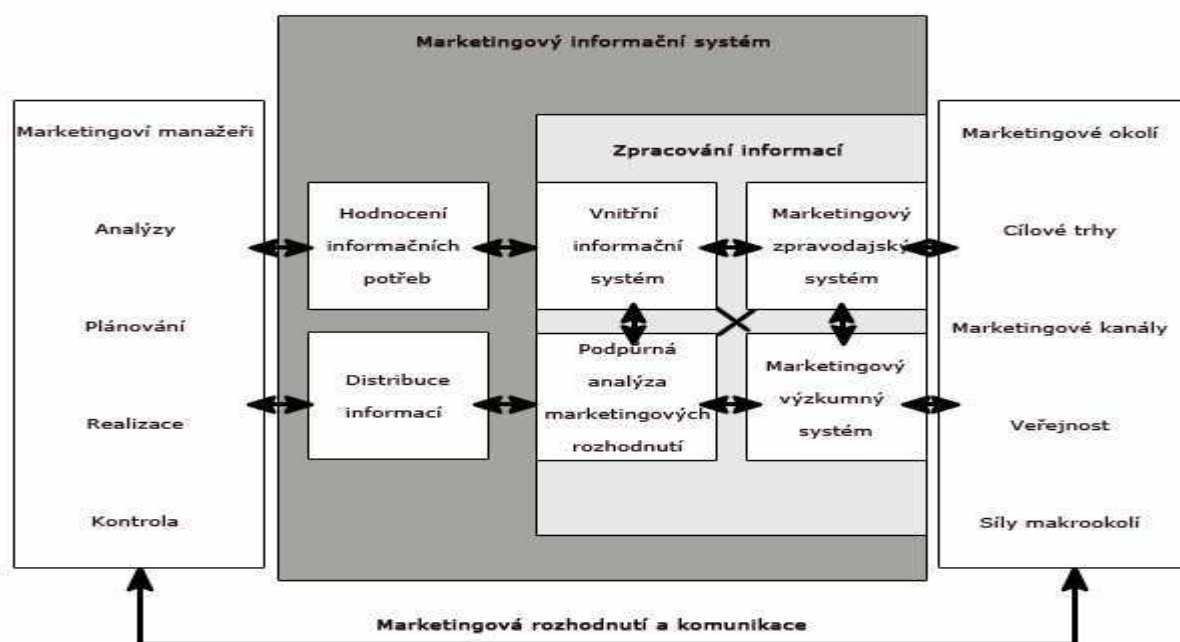 Marketingový informační systém
Marketingoví manažeři
Analýzy
Plánování
Realizace
Kontrola
Hodnocení
informačních
potřeb
Distribuce
informací
Zpracování informací
Vnitřní
informační
systém
Marketingový
zpravodajský
systém
Podpůrná
analýza
marketingových
rozhodnutí
Marketingový
výzkumný
systém
Marketingové okolí
Cílové trhy
Marketingové kanály
Veřejnost
Síly makrookolí
Marketingová rozhodnutí a komunikace